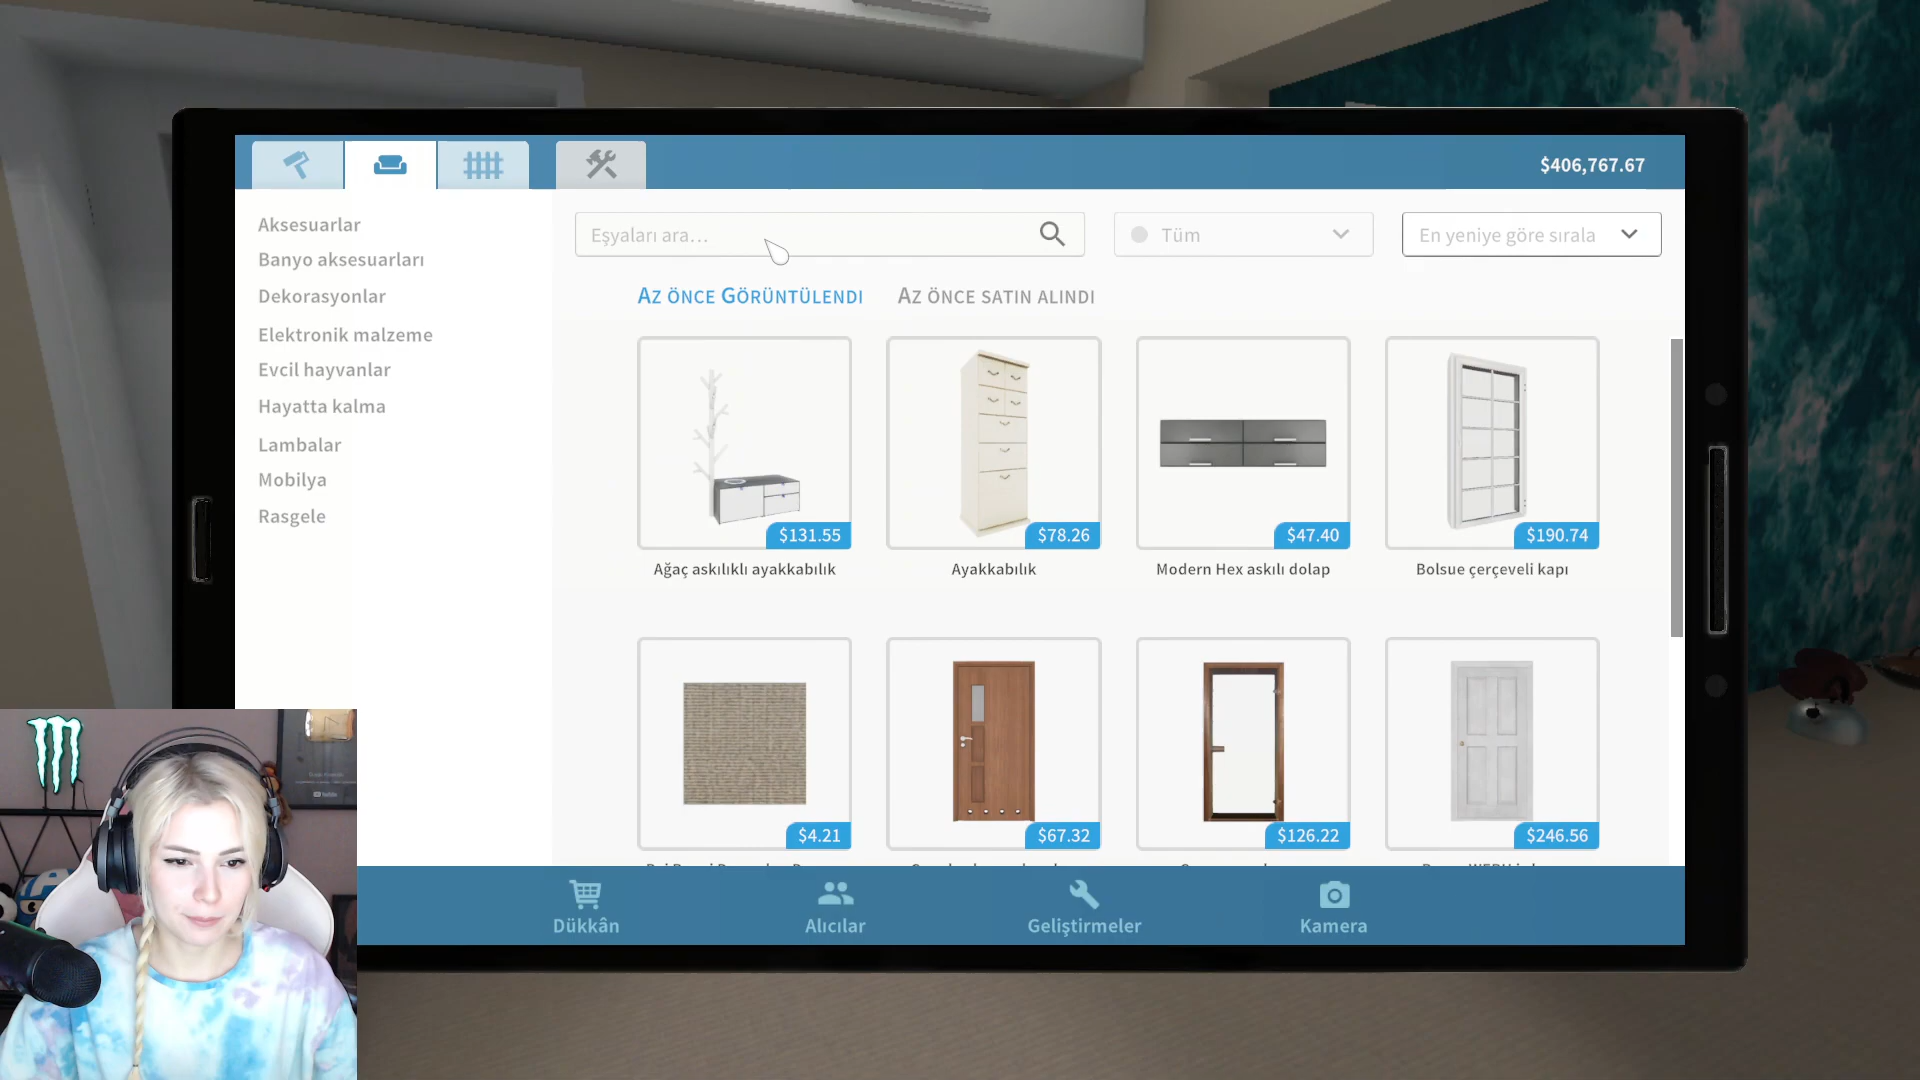 $406,767.67
Eşyaları ara...
Tüm
En yeniye göre sırala
Aksesuarlar
Banyo aksesuarları
Dekorasyonlar
Elektronik malzeme
Evcil hayvanlar
Hayatta kalma
Lambalar
Mobilya
Rasgele
Az önce Görüntülendi
Az önce satın alındı
$131.55
$78.26
$47.40
$190.74
Ağaç askılıklı ayakkabılık
Ayakkabılık
Modern Hex askılı dolap
Bolsue çerçeveli kapı
$4.21
$67.32
$126.22
$246.56
Dükkân
Alıcılar
Geliştirmeler
Kamera